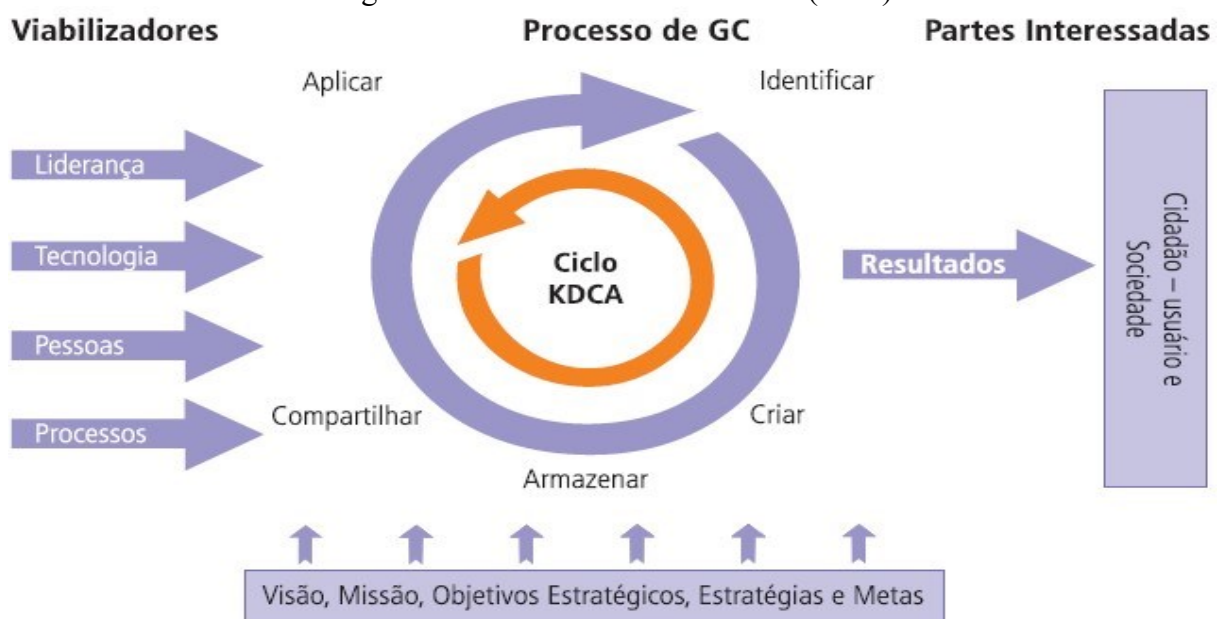 Viabilizadores
Processo de GC
Partes Interessadas
Aplicar
Identificar
Liderança
Tecnologia
Pessoas
Processos
Ciclo
KDCA
Compartilhar
Criar
Armazenar
Resultados
Cidadão – usuário e
Sociedade
Visão, Missão, Objetivos Estratégicos, Estratégias e Metas